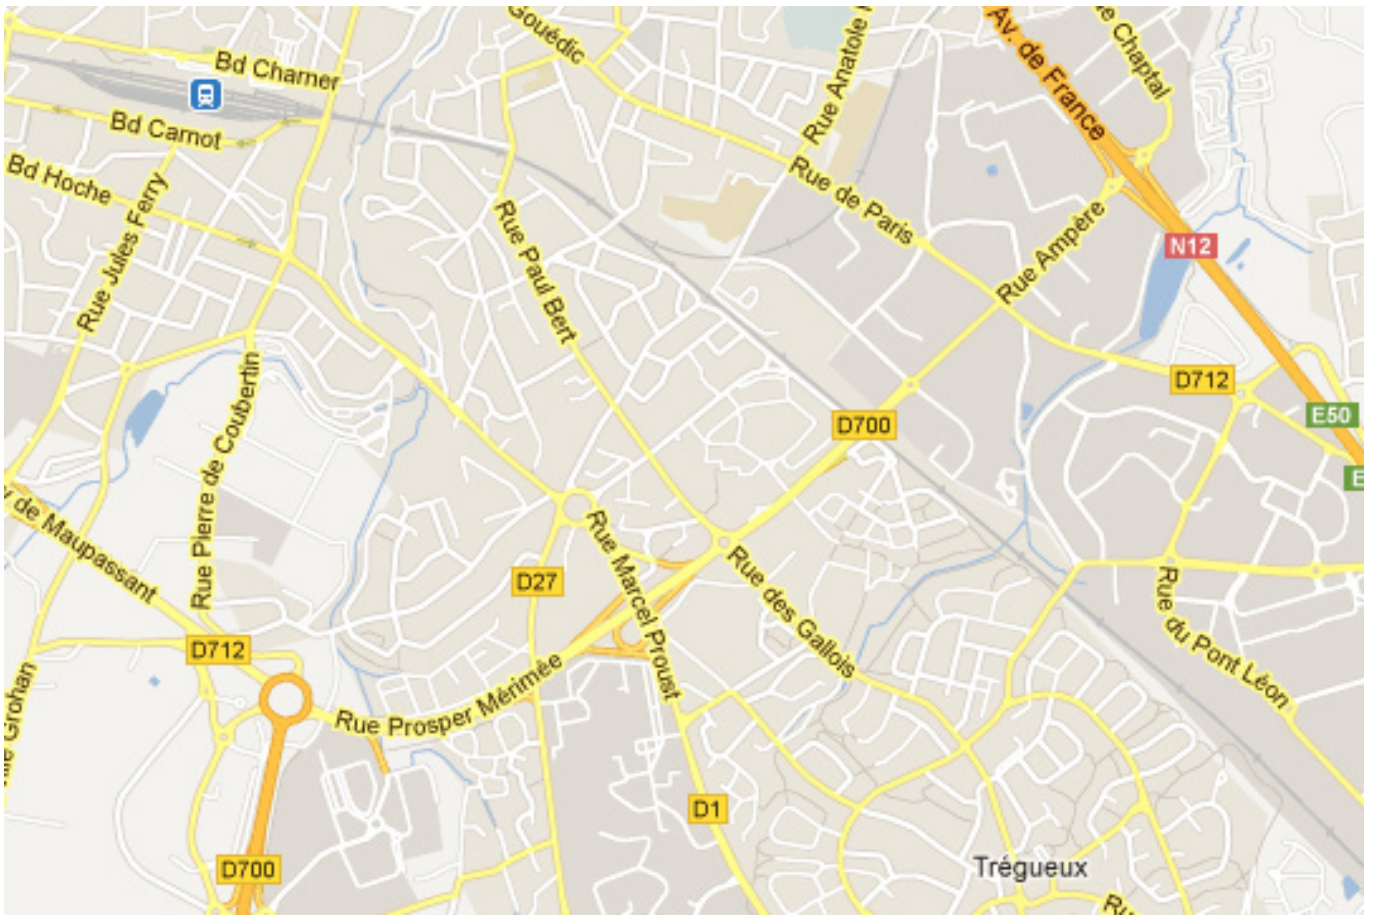 Gouédic
Av. de France
e Chaptal
Bd Charner
Rue Anatole
Bd Carnot
Bd Hoche
Rue de Paris
Rue Jules Ferry
Rue Paul Bert
Rue Ampère
N12
D712
E50
D700
E
Rue Pierre de Coubertin
de Maupassant
Rue Marcel Proust
D27
Rue des Gallois
Rue du Pont Léon
D712
Rue Prosper Mérimée
Grohan
D1
D700
Trégueux
Ru